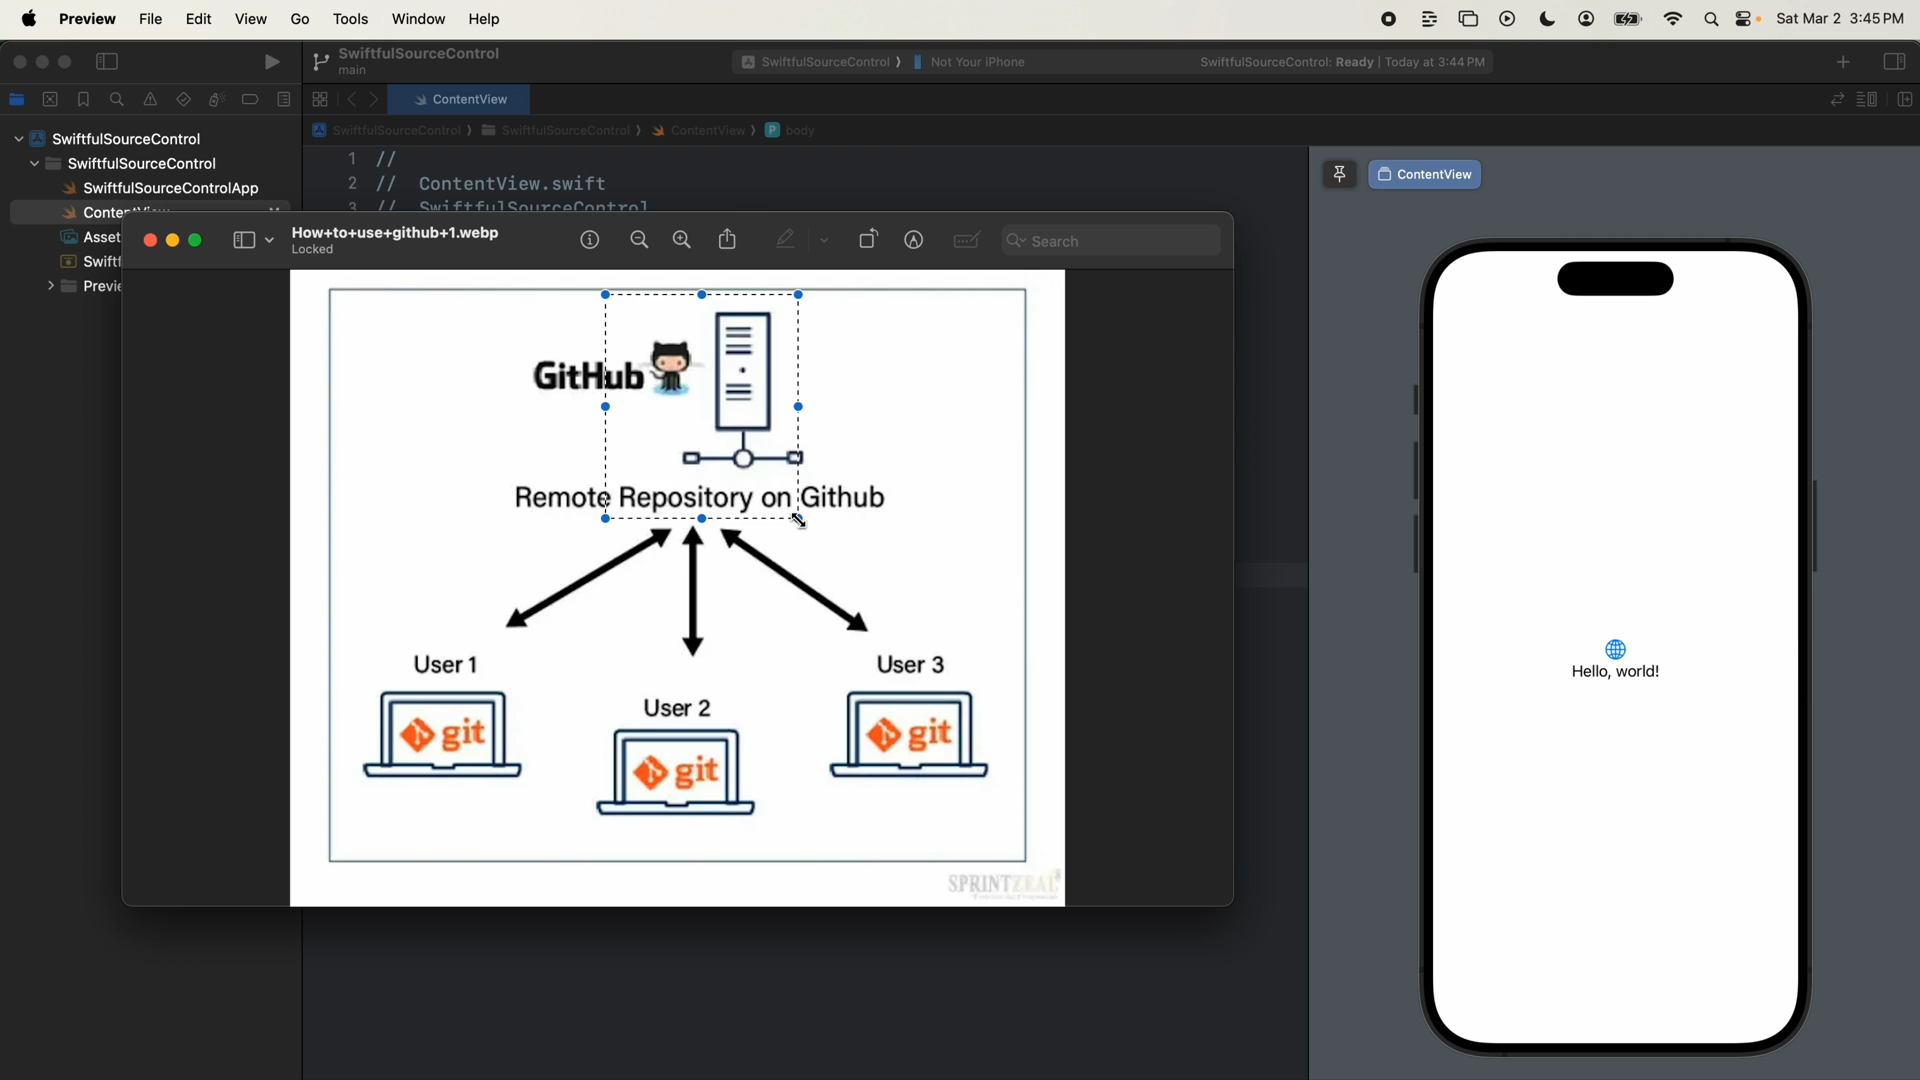 Preview File Edit View Go Tools Window Help Sat Mar 2 3:45 PM
SwiftfulSourceControl
main
SwiftfulSourceControl ⟩ Not Your iPhone SwiftfulSourceControl: Ready | Today at 3:44 PM
ContentView
SwiftfulSourceControl ⟩ SwiftfulSourceControl ⟩ ContentView ⟩ P body
SwiftfulSourceControl
SwiftfulSourceControl
SwiftfulSourceControlApp
1 //
2 // ContentView.swift
3 // SwiftfulSourceControl
ContentView
How+to+use+github+1.webp
Locked
Search
GitHub
Remote Repository on Github
User 1
User 2
User 3
git
git
git
SPRINTZEAL
ContentView
Hello, world!